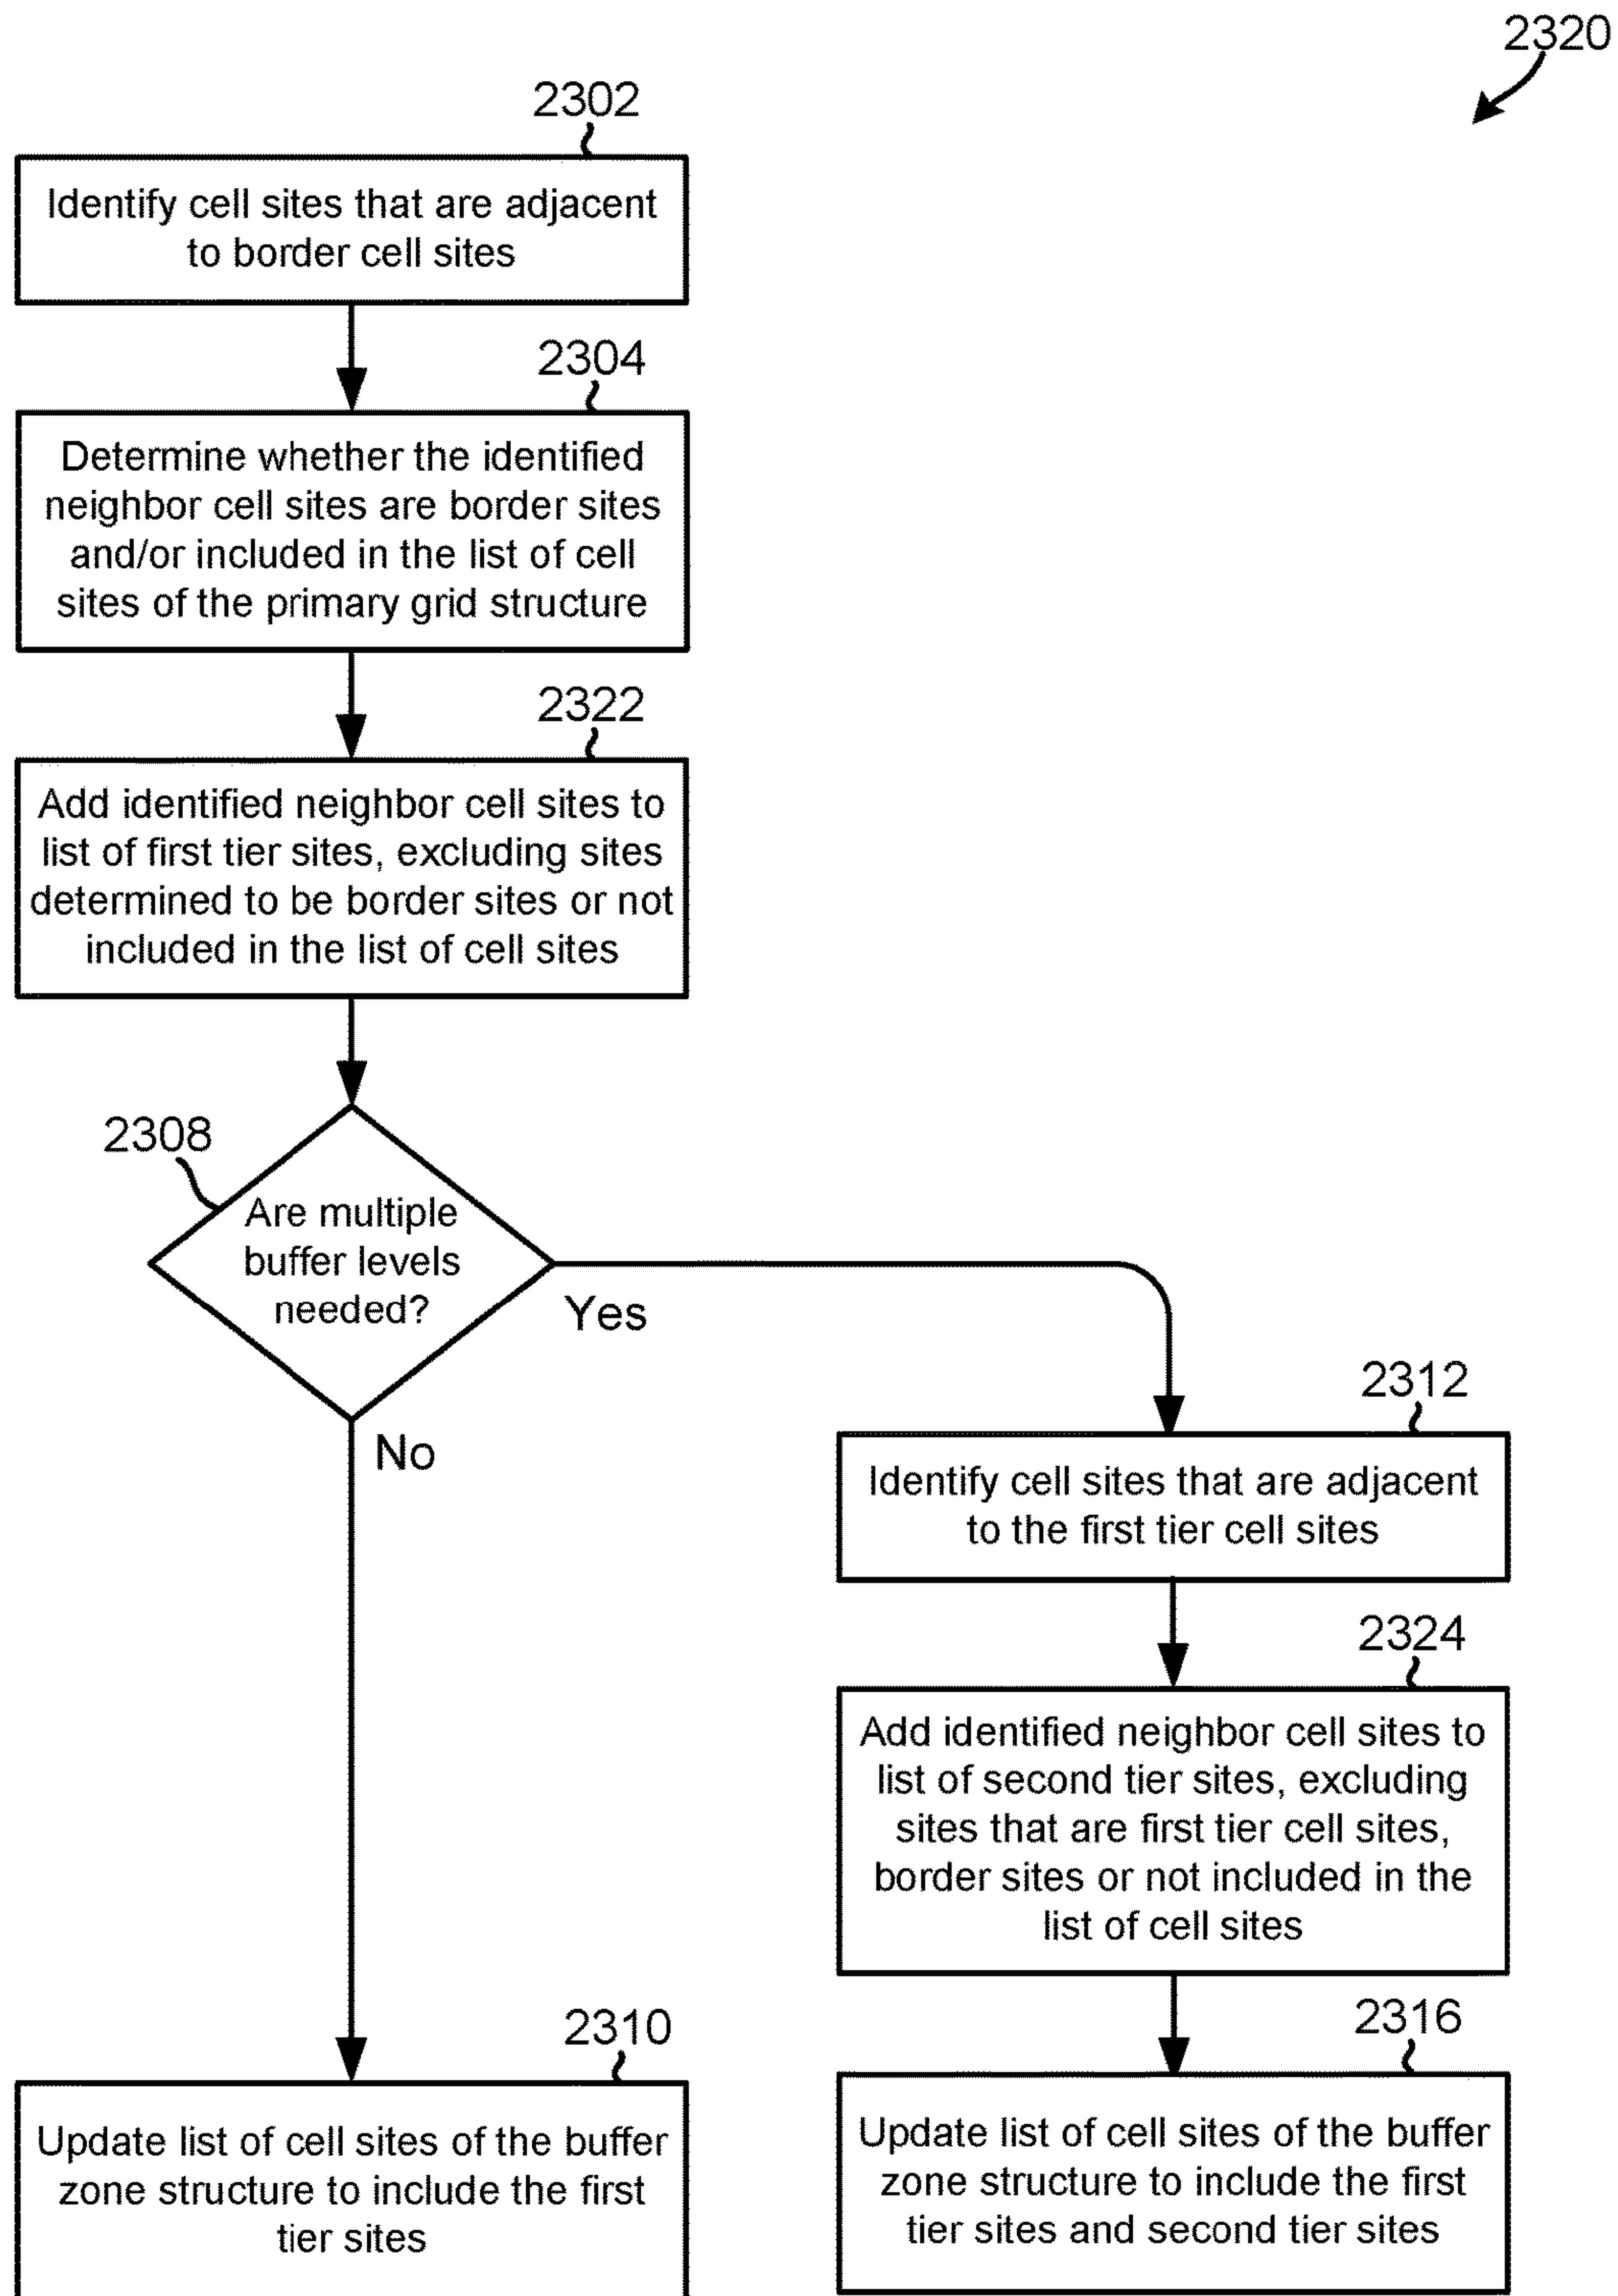 2320
2302
Identify cell sites that are adjacent
to border cell sites
2304
Determine whether the identified
neighbor cell sites are border sites
and/or included in the list of cell
sites of the primary grid structure
2322
Add identified neighbor cell sites to
list of first tier sites, excluding sites
determined to be border sites or not
included in the list of cell sites
2308
Are multiple
buffer levels
needed?
Yes
No
2312
Identify cell sites that are adjacent
to the first tier cell sites
2324
Add identified neighbor cell sites to
list of second tier sites, excluding
sites that are first tier cell sites,
border sites or not included in the
list of cell sites
2310
Update list of cell sites of the buffer
zone structure to include the first
tier sites
2316
Update list of cell sites of the buffer
zone structure to include the first
tier sites and second tier sites